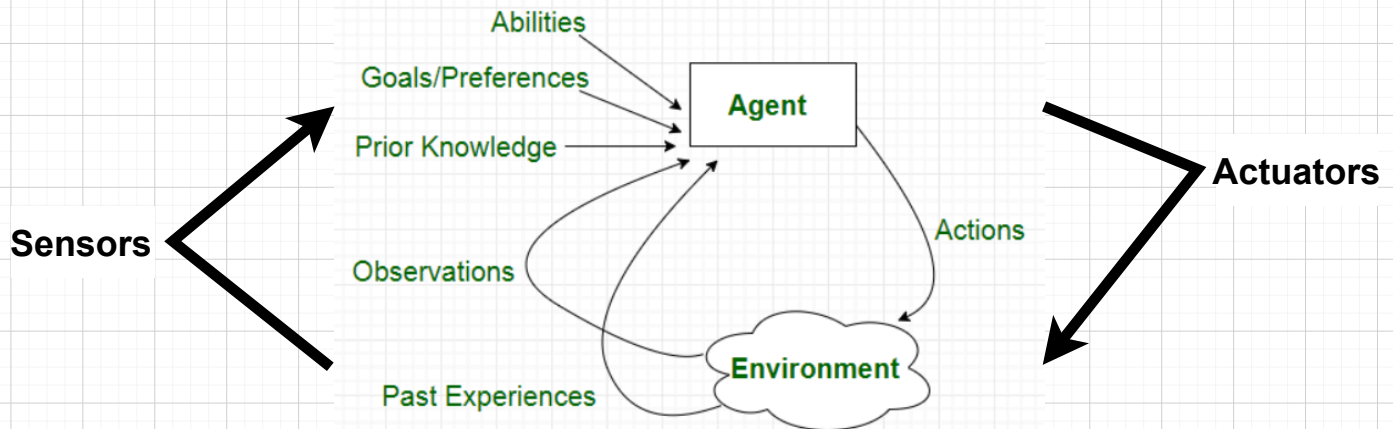 Abilities
Goals/Preferences
Agent
Prior Knowledge
Actuators
Sensors
Actions
Observations
Environment
Past Experiences